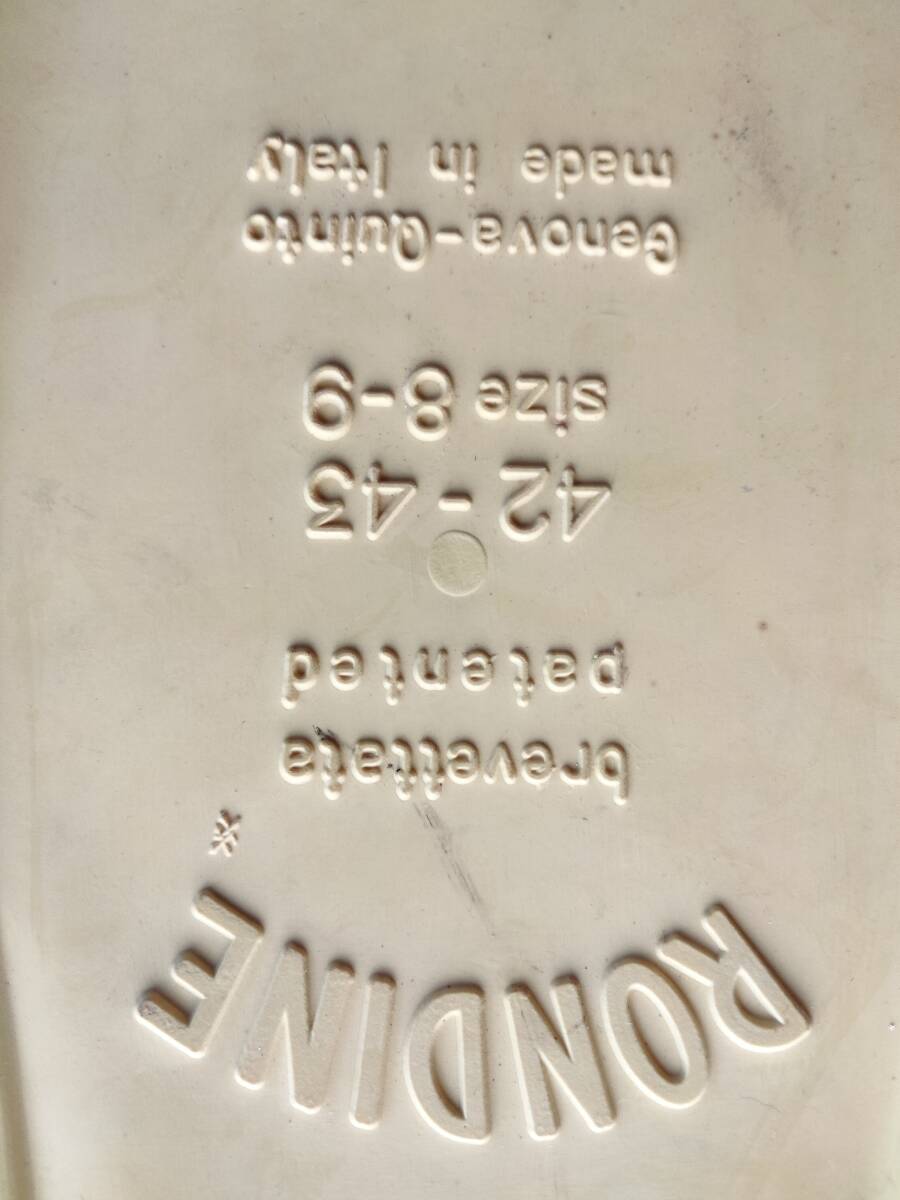 RONDINE
brevettata
patented
42 - 43
size 8-9
Genova-Quinto
made in Italy